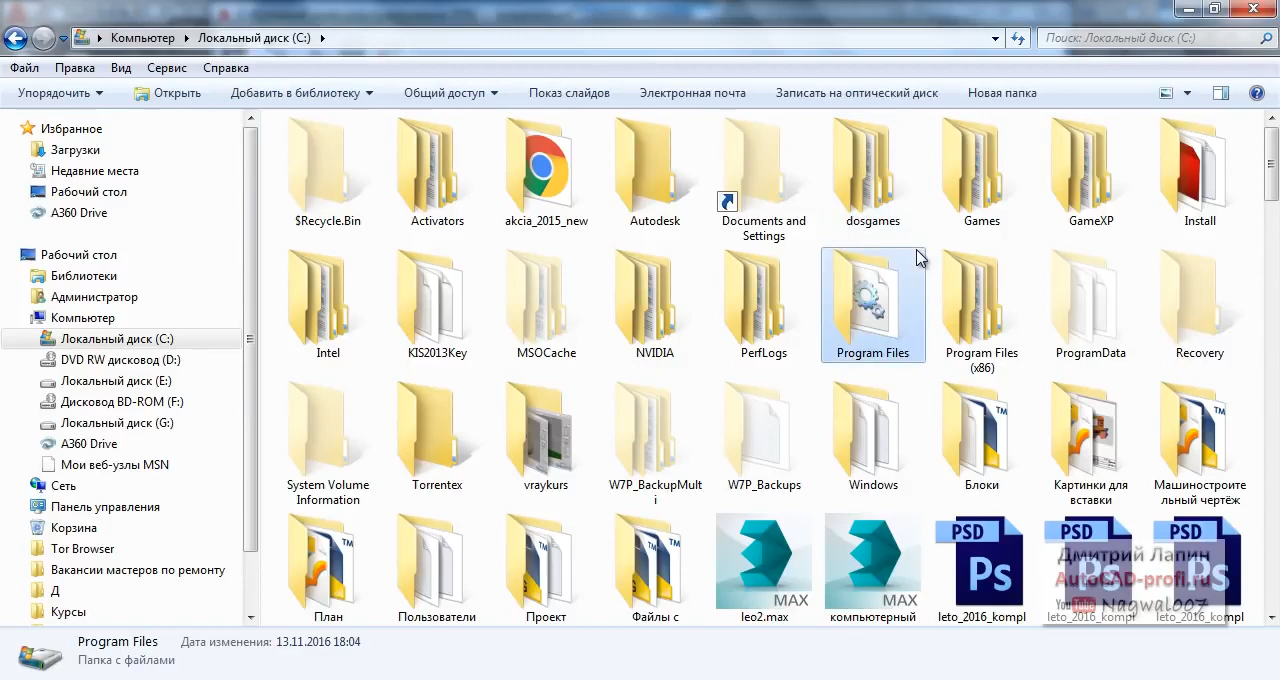 Компьютер
Локальный диск (C:)
Поиск: Локальный диск (C:)
Файл
Правка
Вид
Сервис
Справка
Упорядочить
Открыть
Добавить в библиотеку
Общий доступ
Показ слайдов
Электронная почта
Записать на оптический диск
Новая папка
Избранное
Загрузки
Недавние места
Рабочий стол
A360 Drive
Рабочий стол
Библиотеки
Администратор
Компьютер
Локальный диск (C:)
DVD RW дисковод (D:)
Локальный диск (E:)
Дисковод BD-ROM (F:)
Локальный диск (G:)
A360 Drive
Мои веб-узлы MSN
Сеть
Панель управления
Корзина
Tor Browser
Вакансии мастеров по ремонту
Д
Курсы
$Recycle.Bin
Activators
akcia_2015_new
Autodesk
Documents and
Settings
dosgames
Games
GameXP
Install
Intel
KIS2013Key
MSOCache
NVIDIA
PerfLogs
Program Files
Program Files
(x86)
ProgramData
Recovery
System Volume
Information
Torrentex
vraykurs
W7P_BackupMult
i
W7P_Backups
Windows
Блоки
Картинки для
вставки
Машиностроите
льный чертёж
План
Пользователи
Проект
Файлы с
MAX
leo2.max
MAX
компьютерный
PSD
Ps
leto_2016_kompl
PSD
Ps
leto_2016_kompl
PSD
Ps
leto_2016_kompl
Дмитрий Лапин
AutoCAD-profi.ru
YouTube Nagwal007
Program Files
Дата изменения: 13.11.2016 18:04
Папка с файлами